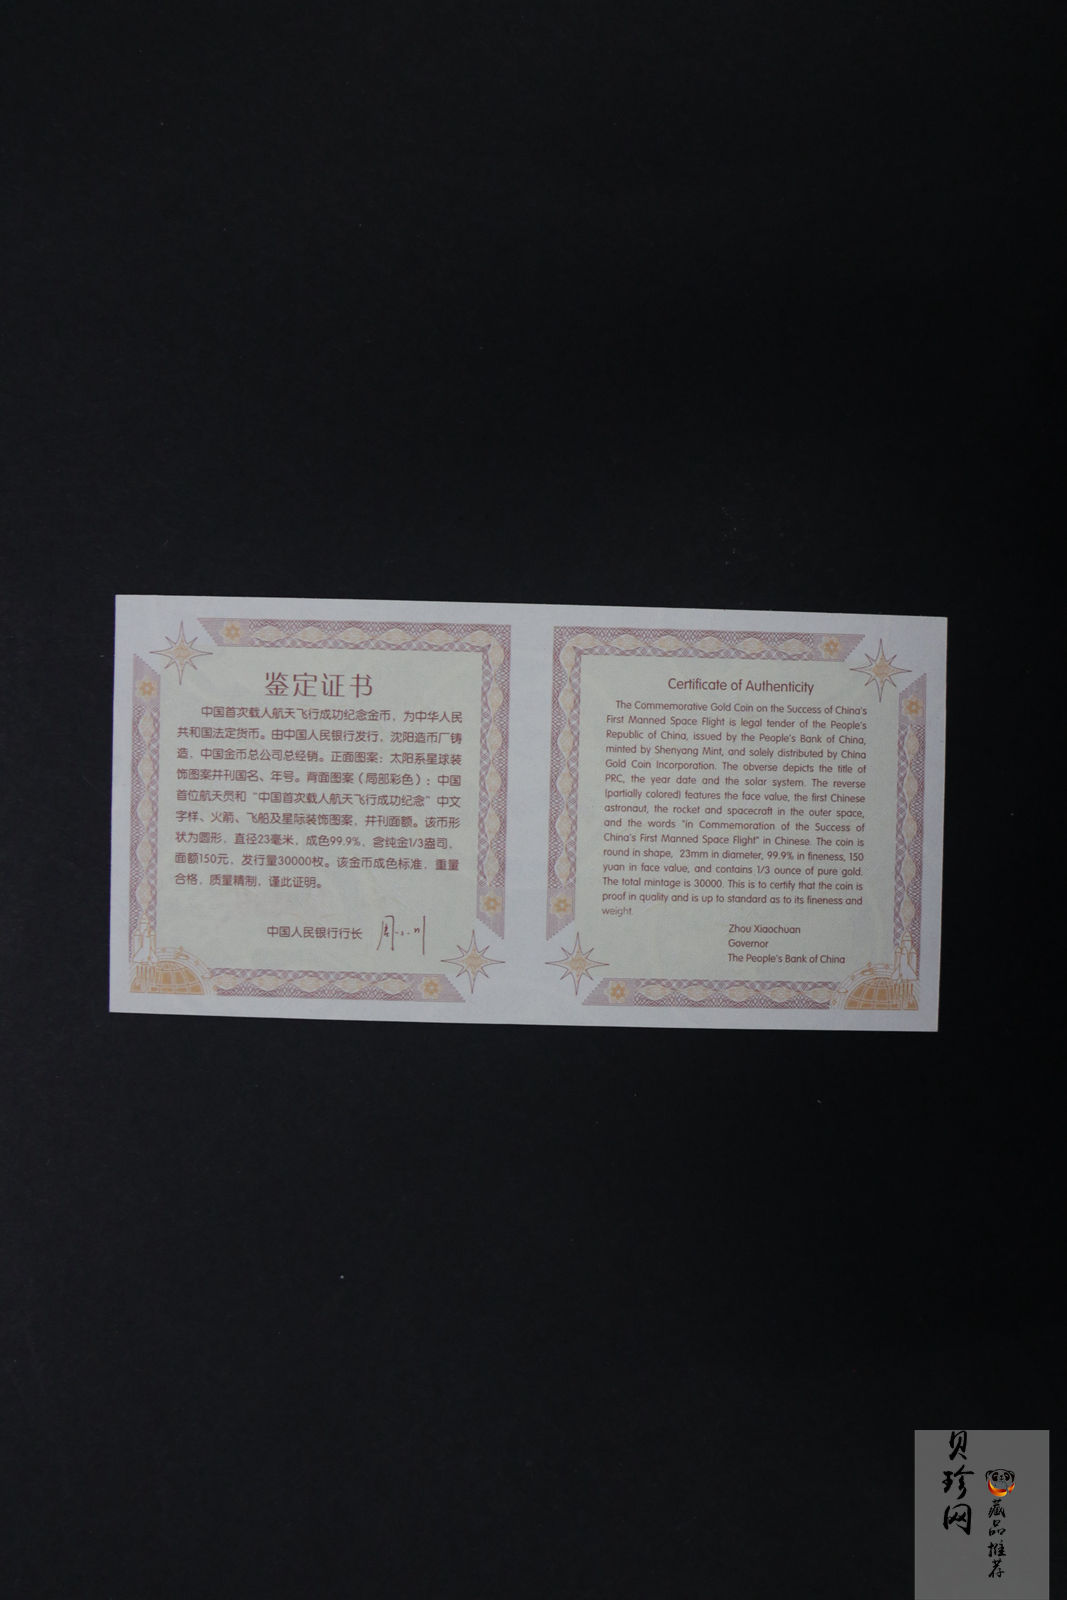 鉴定证书
中国首次载人航天飞行成功纪念金币，为中华人民
共和国法定货币。由中国人民银行发行，沈阳造币厂铸
造，中国金币总公司总经销。正面图案：太阳系星球装
饰图案并刊国名、年号。背面图案（局部彩色）：中国
首位航天员和“中国首次载人航天飞行成功纪念”中文
字样、火箭、飞船及星际装饰图案，并刊面额。该币形
状为圆形，直径23毫米，成色99.9%，含纯金1/3盎司，
面额150元，发行量30000枚。该金币成色标准，重量
合格，质量精制，谨此证明。
中国人民银行行长 周小川
Certificate of Authenticity
The Commemorative Gold Coin on the Success of China's
First Manned Space Flight is legal tender of the People's
Republic of China, issued by the People's Bank of China,
minted by Shenyang Mint, and solely distributed by China
Gold Coin Incorporation. The obverse depicts the title of
PRC, the year date and the solar system. The reverse
(partially colored) features the face value, the first Chinese
astronaut, the rocket and spacecraft in the outer space,
and the words "in Commemoration of the Success of
China's First Manned Space Flight" in Chinese. The coin is
round in shape, 23mm in diameter, 99.9% in fineness, 150
yuan in face value, and contains 1/3 ounce of pure gold.
The total mintage is 30000. This is to certify that the coin is
proof in quality and is up to standard as to its fineness and
weight.
Zhou Xiaochuan
Governor
The People's Bank of China
贝珍网
藏品推荐